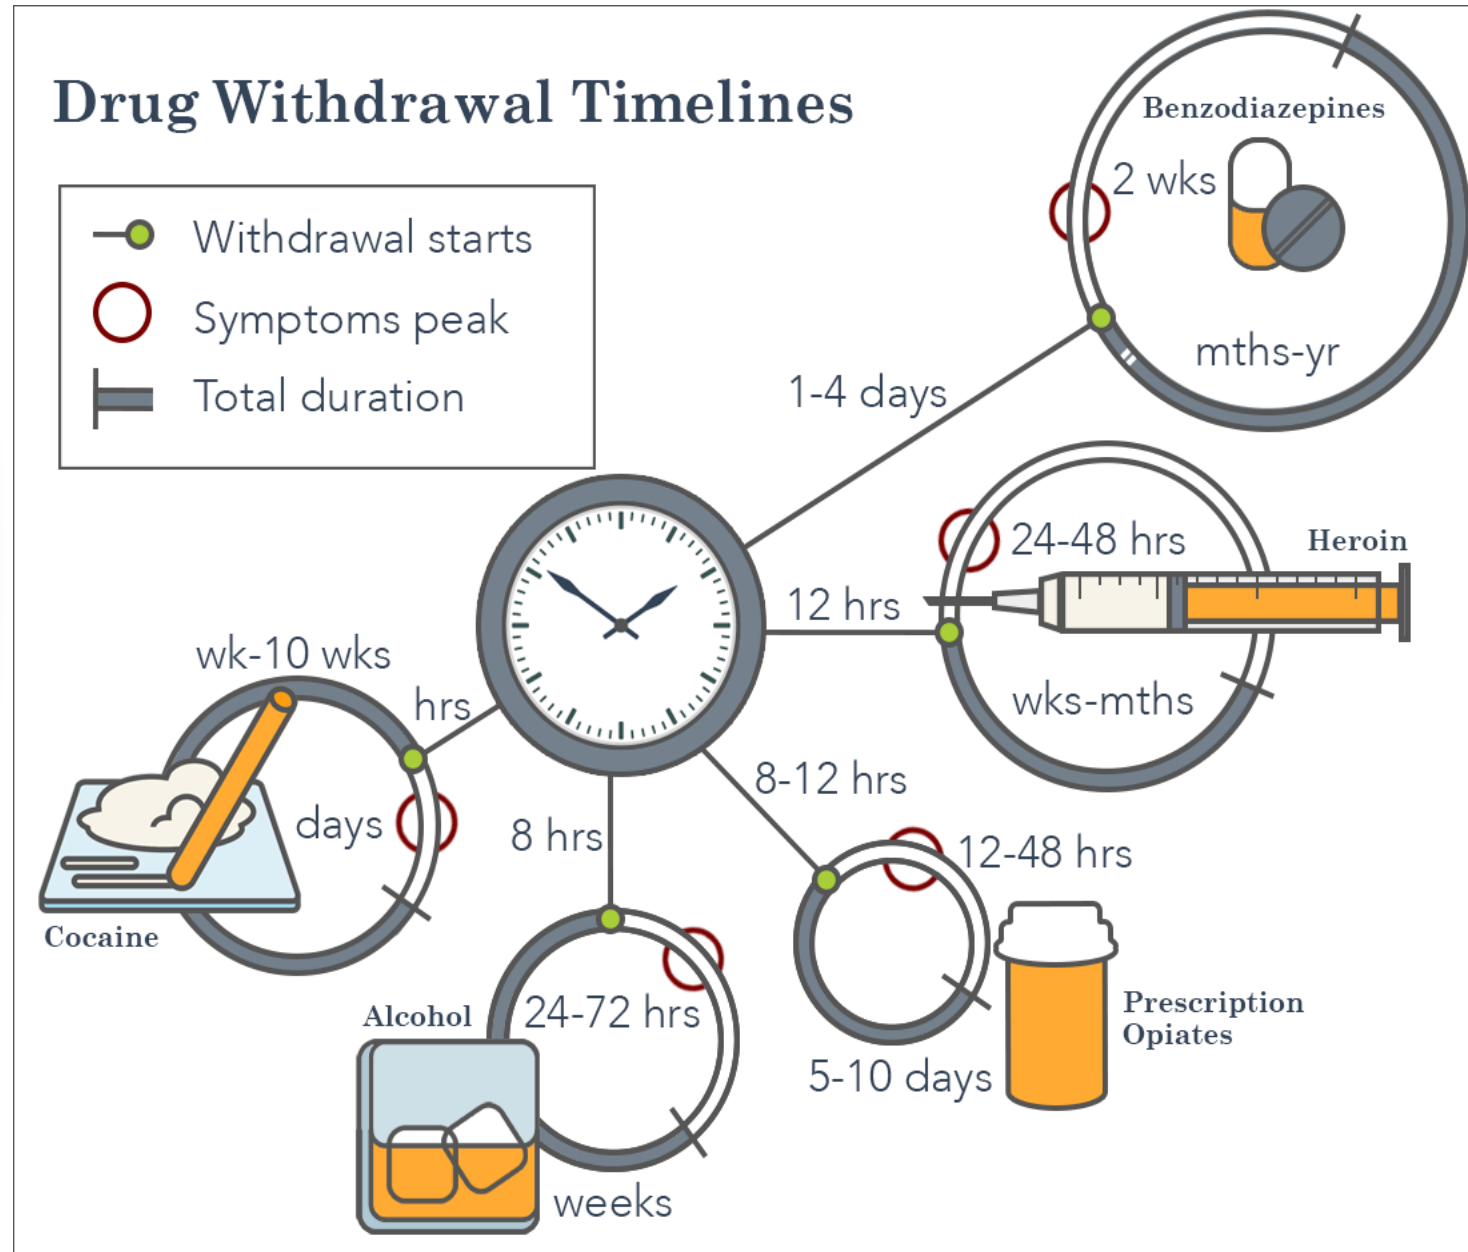 Drug Withdrawal Timelines
Withdrawal starts
Symptoms peak
Total duration
Benzodiazepines
2 wks
mths-yr
1-4 days
24-48 hrs
Heroin
12 hrs
wks-mths
wk-10 wks
hrs
days
Cocaine
8 hrs
24-72 hrs
Alcohol
weeks
8-12 hrs
12-48 hrs
Prescription
Opiates
5-10 days